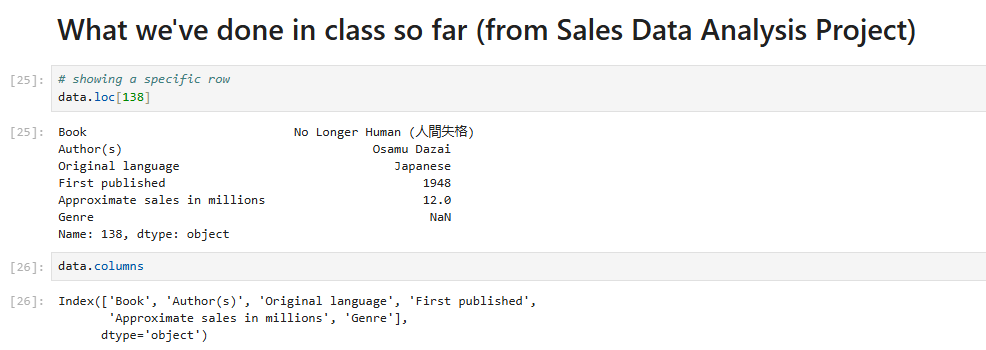 What we've done in class so far (from Sales Data Analysis Project)
[25]: # showing a specific row
data.loc[138]
[25]: Book No Longer Human (人間失格)
Author(s) Osamu Dazai
Original language Japanese
First published 1948
Approximate sales in millions 12.0
Genre NaN
Name: 138, dtype: object
[26]: data.columns
[26]: Index(['Book', 'Author(s)', 'Original language', 'First published',
'Approximate sales in millions', 'Genre'],
dtype='object')